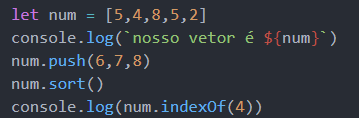 let num = [5,4,8,5,2]
console.log(`nosso vetor é ${num}`)
num.push(6,7,8)
num.sort()
console.log(num.indexOf(4))